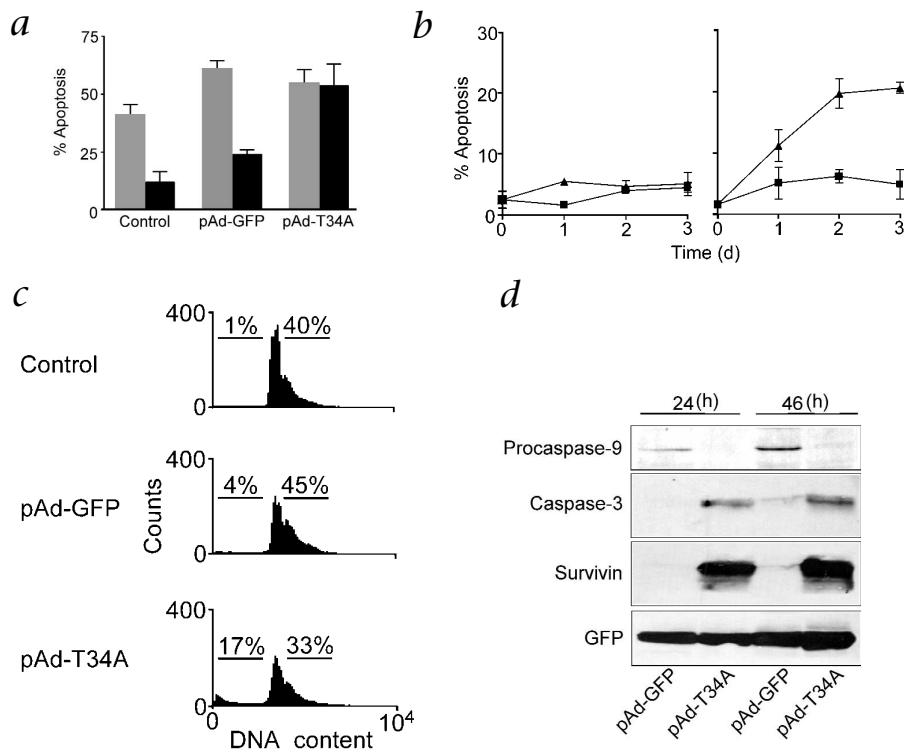 a
75
50
25
0
% Apoptosis
Control
pAd-GFP
pAd-T34A
b
30
20
10
0
% Apoptosis
0
1
2
3
0
1
2
3
Time (d)
c
Control
400
0
1%
40%
pAd-GFP
400
0
4%
45%
Counts
pAd-T34A
400
0
17%
33%
0
10⁴
DNA content
d
24(h)
46(h)
Procaspase-9
Caspase-3
Survivin
GFP
pAd-GFP
pAd-T34A
pAd-GFP
pAd-T34A